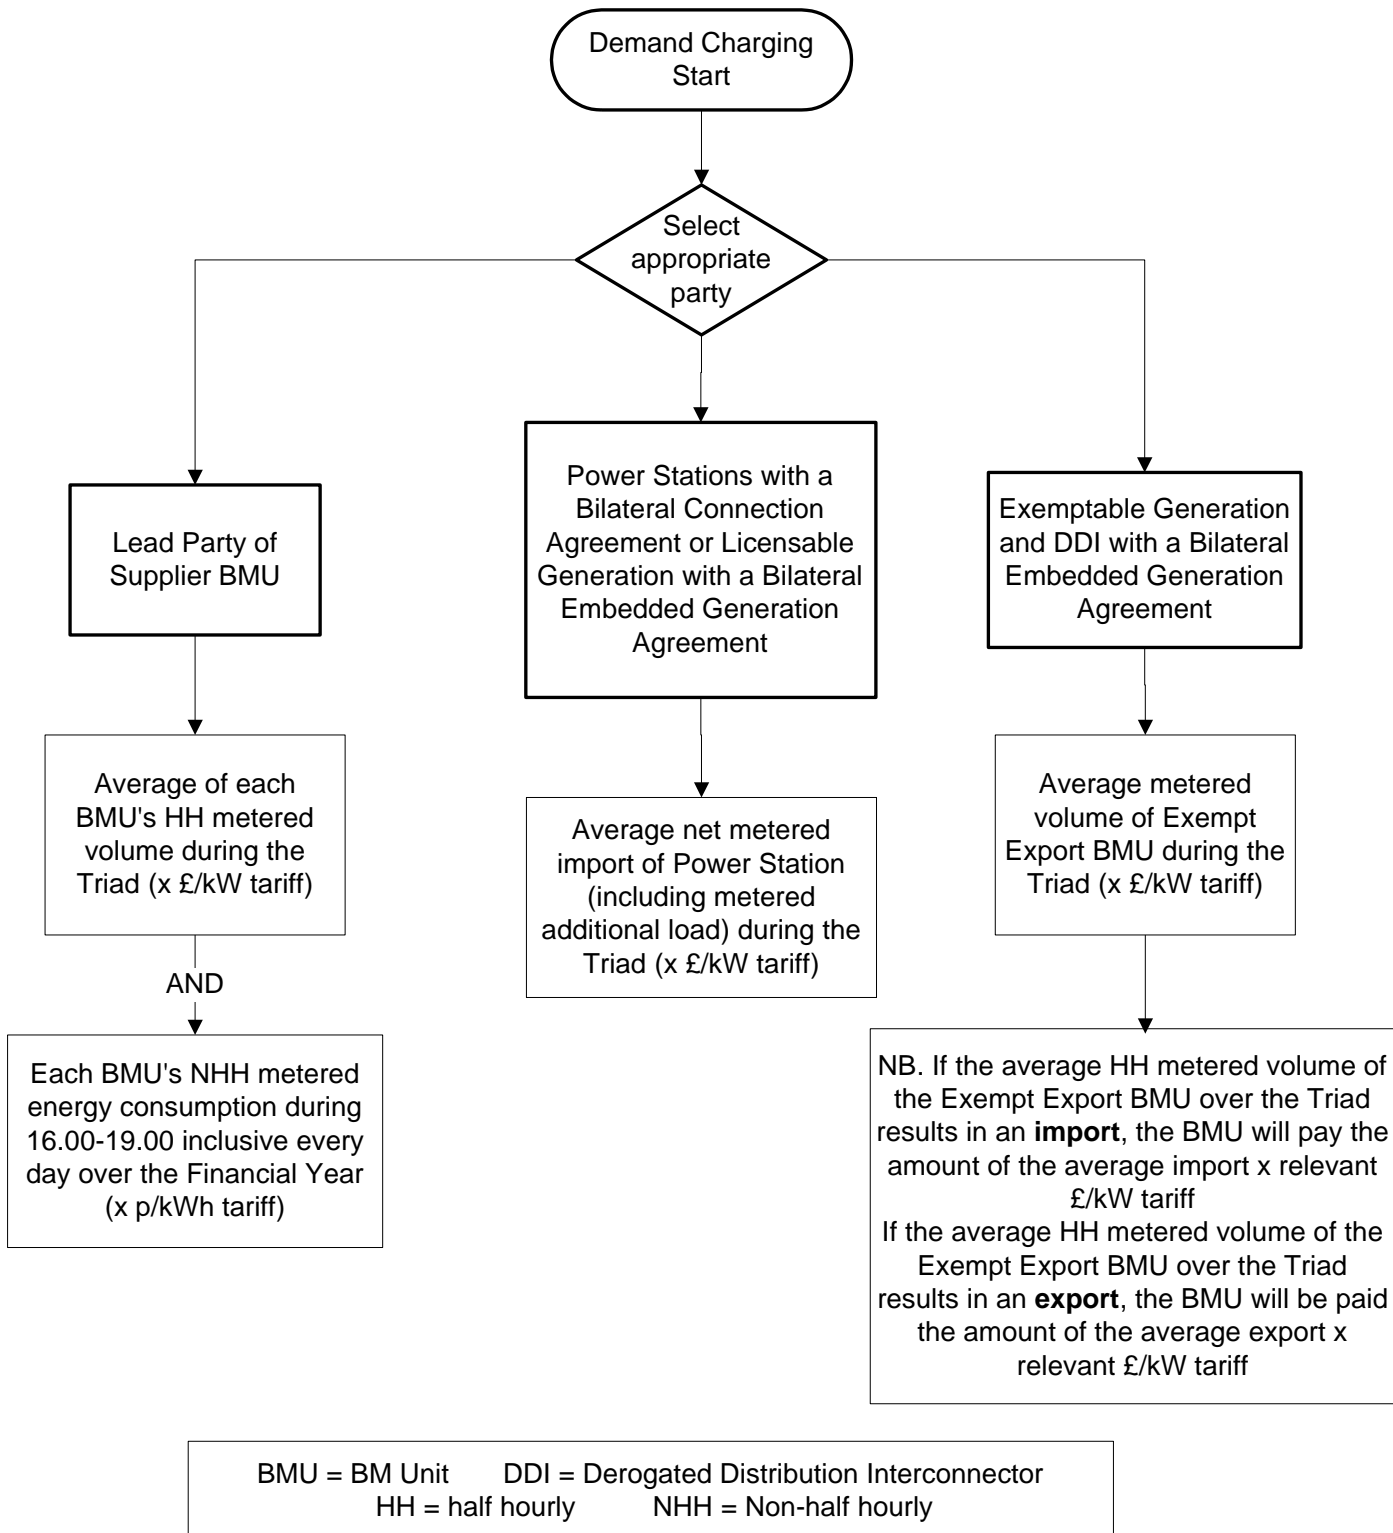 Demand Charging
Start
Select
appropriate
party
Lead Party of
Supplier BMU
Power Stations with a
Bilateral Connection
Agreement or Licensable
Generation with a Bilateral
Embedded Generation
Agreement
Exemptable Generation
and DDI with a Bilateral
Embedded Generation
Agreement
Average of each
BMU's HH metered
volume during the
Triad (x £/kW tariff)
AND
Each BMU's NHH metered
energy consumption during
16.00-19.00 inclusive every
day over the Financial Year
(x p/kWh tariff)
Average net metered
import of Power Station
(including metered
additional load) during the
Triad (x £/kW tariff)
Average metered
volume of Exempt
Export BMU during the
Triad (x £/kW tariff)
NB. If the average HH metered volume of
the Exempt Export BMU over the Triad
results in an import, the BMU will pay the
amount of the average import x relevant
£/kW tariff
If the average HH metered volume of the
Exempt Export BMU over the Triad
results in an export, the BMU will be paid
the amount of the average export x
relevant £/kW tariff
BMU = BM Unit DDI = Derogated Distribution Interconnector
HH = half hourly NHH = Non-half hourly